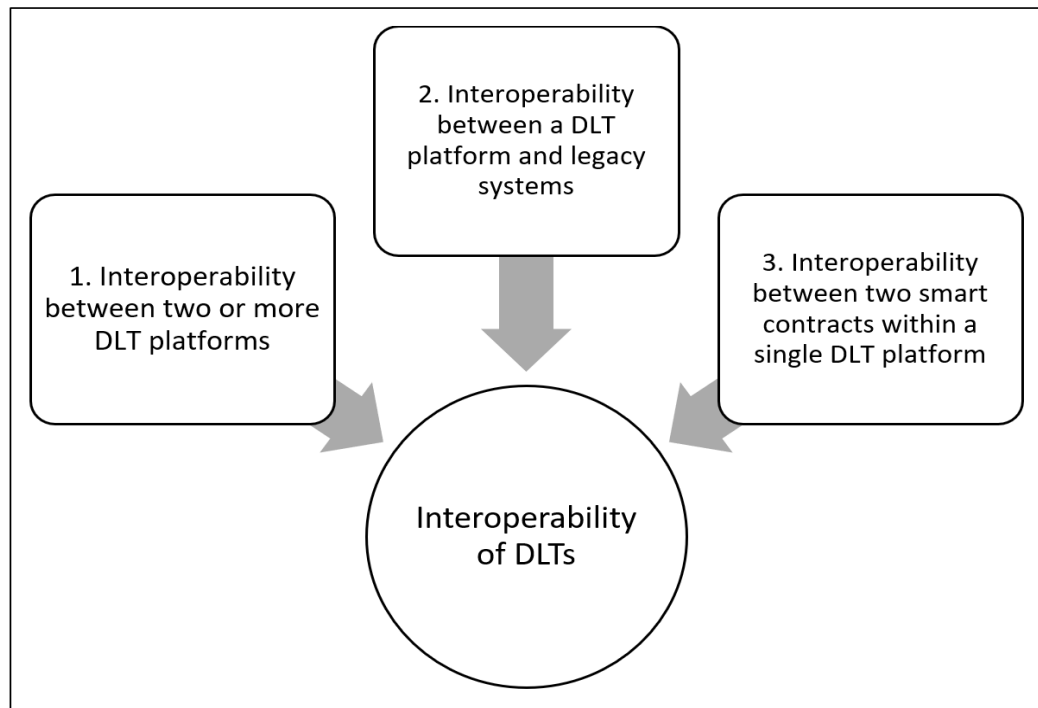 1. Interoperability
between two or more
DLT platforms
2. Interoperability
between a DLT
platform and legacy
systems
3. Interoperability
between two smart
contracts within a
single DLT platform
Interoperability
of DLTs